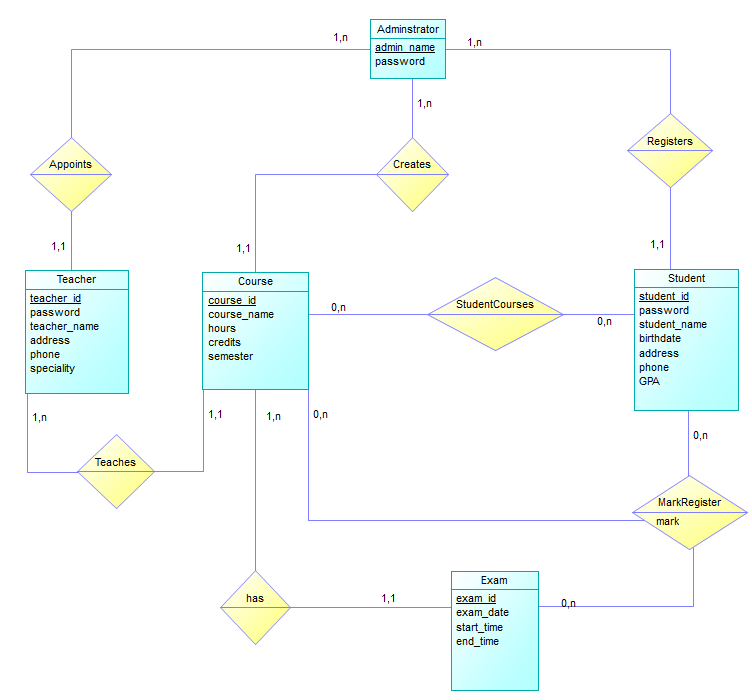 Adminstrator
admin_name
password
1,n
1,n
1,n
Appoints
Creates
Registers
1,1
1,1
1,1
Teacher
teacher_id
password
teacher_name
address
phone
speciality
Course
course_id
course_name
hours
credits
semester
StudentCourses
0,n
0,n
Student
student_id
password
student_name
birthdate
address
phone
GPA
1,n
1,1
1,n
0,n
0,n
Teaches
MarkRegister
mark
has
1,1
Exam
exam_id
exam_date
start_time
end_time
0,n